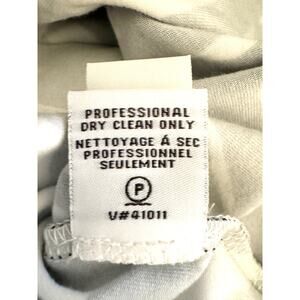 PROFESSIONAL
DRY CLEAN ONLY
NETTOYAGE Á SEC
PROFESSIONNEL
SEULEMENT
P
V#41011